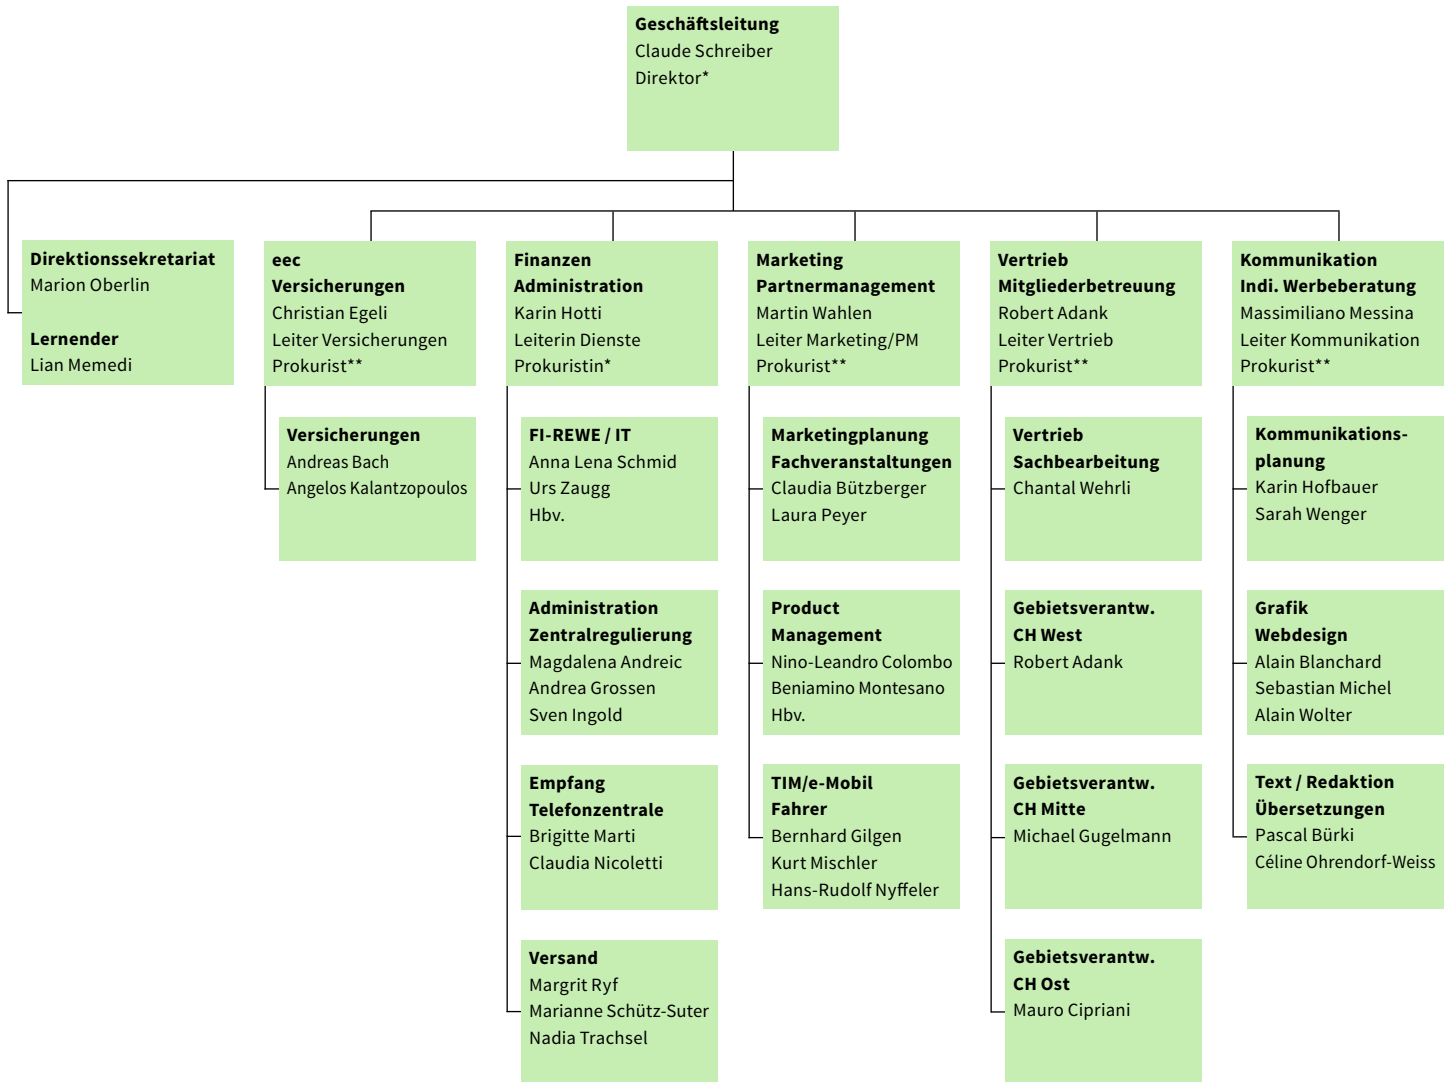 Geschäftsleitung
Claude Schreiber
Direktor*
Direktionssekretariat
Marion Oberlin
Lernender
Lian Memedi
eec
Versicherungen
Christian Egeli
Leiter Versicherungen
Prokurist**
Finanzen
Administration
Karin Hotti
Leiterin Dienste
Prokuristin*
Marketing
Partnermanagement
Martin Wahlen
Leiter Marketing/PM
Prokurist**
Vertrieb
Mitgliederbetreuung
Robert Adank
Leiter Vertrieb
Prokurist**
Kommunikation
Indi. Werbeberatung
Massimiliano Messina
Leiter Kommunikation
Prokurist**
Versicherungen
Andreas Bach
Angelos Kalantzopoulos
FI-REWE / IT
Anna Lena Schmid
Urs Zaugg
Hbv.
Administration
Zentralregulierung
Magdalena Andreic
Andrea Grossen
Sven Ingold
Empfang
Telefonzentrale
Brigitte Marti
Claudia Nicoletti
Versand
Margrit Ryf
Marianne Schütz-Suter
Nadia Trachsel
Marketingplanung
Fachveranstaltungen
Claudia Bützberger
Laura Peyer
Product
Management
Nino-Leandro Colombo
Beniamino Montesano
Hbv.
TIM/e-Mobil
Fahrer
Bernhard Gilgen
Kurt Mischler
Hans-Rudolf Nyffeler
Vertrieb
Sachbearbeitung
Chantal Wehrli
Gebietsverantw.
CH West
Robert Adank
Gebietsverantw.
CH Mitte
Michael Gugelmann
Gebietsverantw.
CH Ost
Mauro Cipriani
Kommunikations-
planung
Karin Hofbauer
Sarah Wenger
Grafik
Webdesign
Alain Blanchard
Sebastian Michel
Alain Wolter
Text / Redaktion
Übersetzungen
Pascal Bürki
Céline Ohrendorf-Weiss